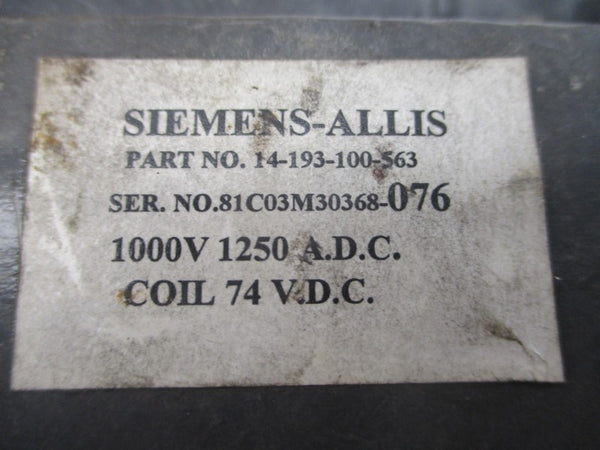 SIEMENS-ALLIS
PART NO. 14-193-100-563
SER. NO.81C03M30368-076
1000V 1250 A.D.C.
COIL 74 V.D.C.